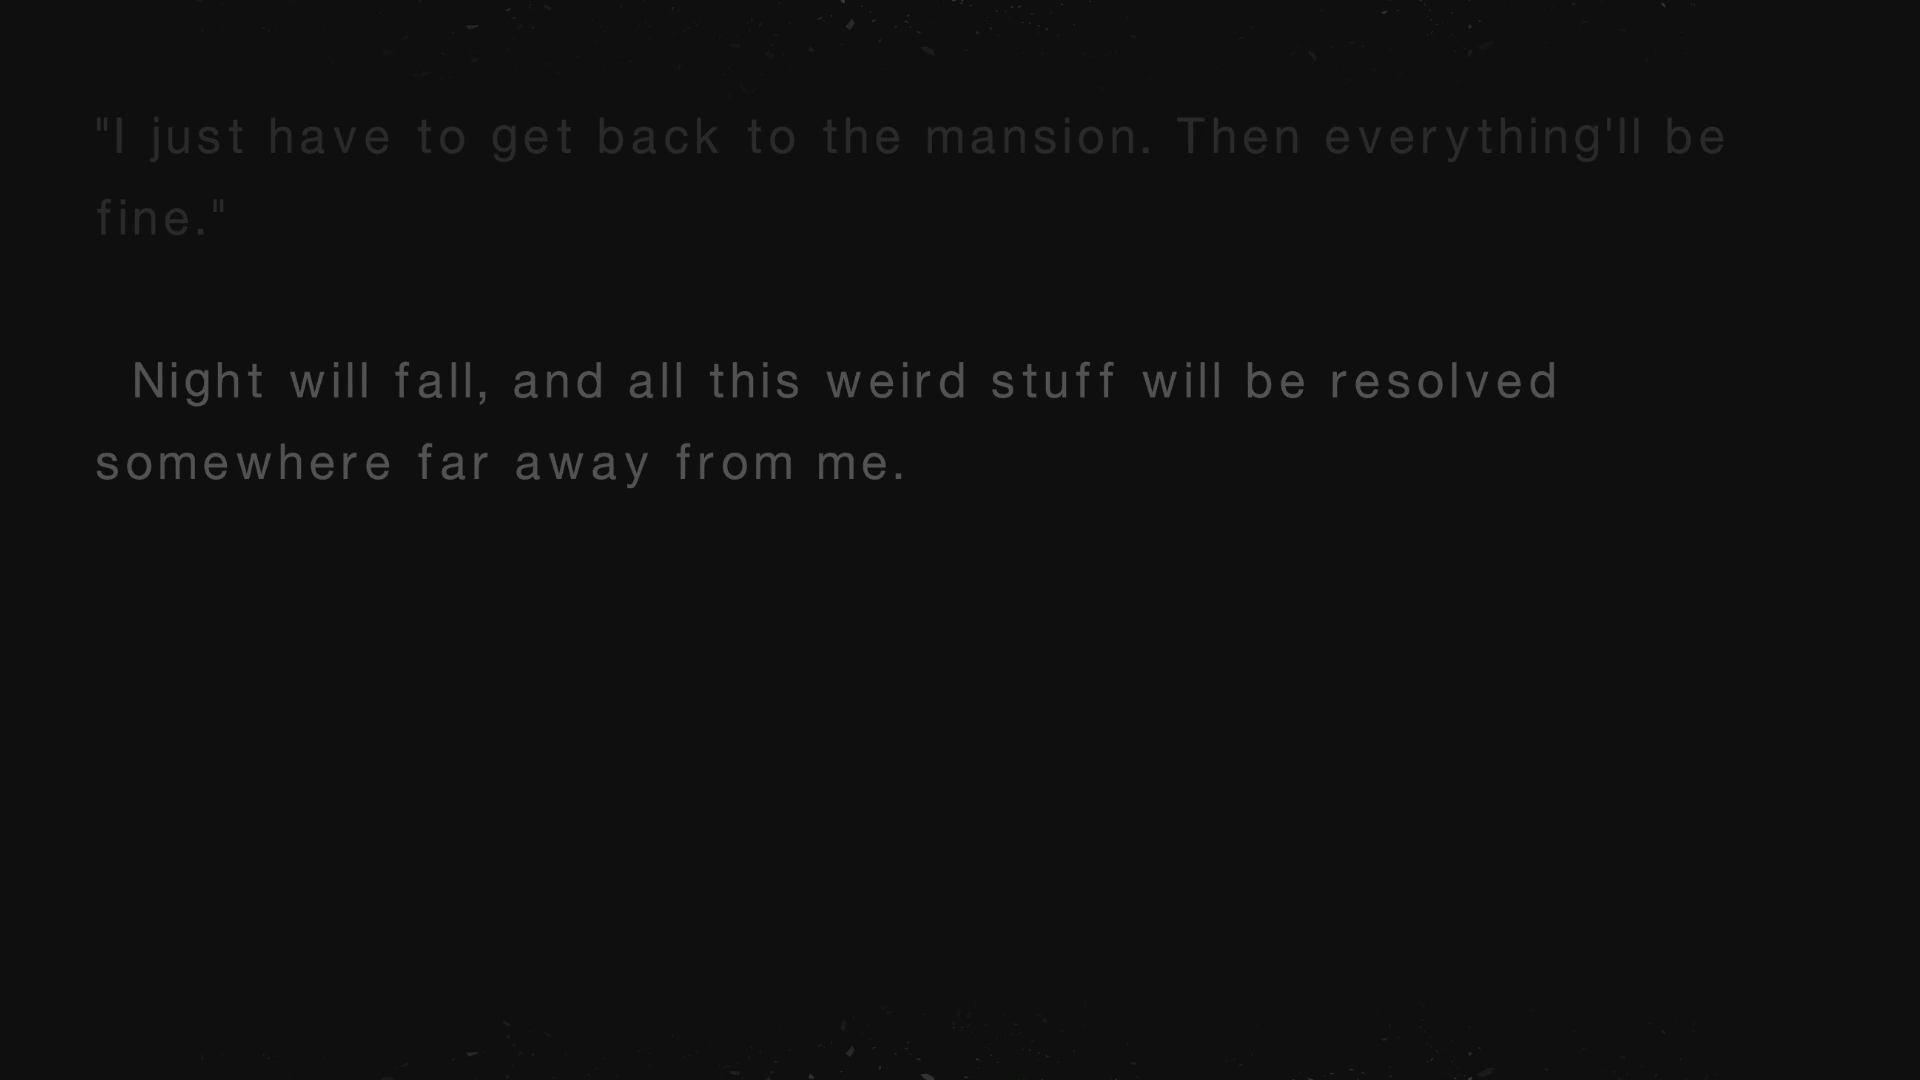 "I just have to get back to the mansion. Then everything'll be
fine."
Night will fall, and all this weird stuff will be resolved
somewhere far away from me.